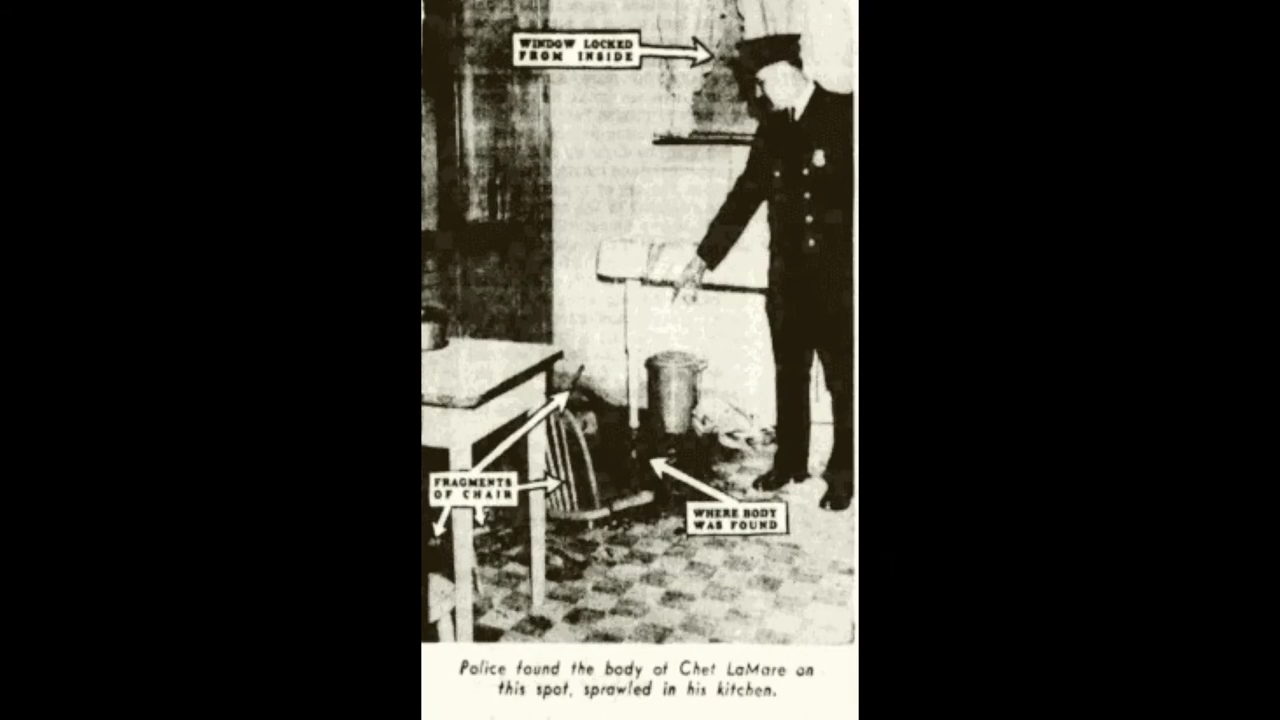 WINDOW LOCKED
FROM INSIDE
FRAGMENTS
OF CHAIR
WHERE BODY
WAS FOUND
Police found the body of Chet LaMare on
this spot, sprawled in his kitchen.